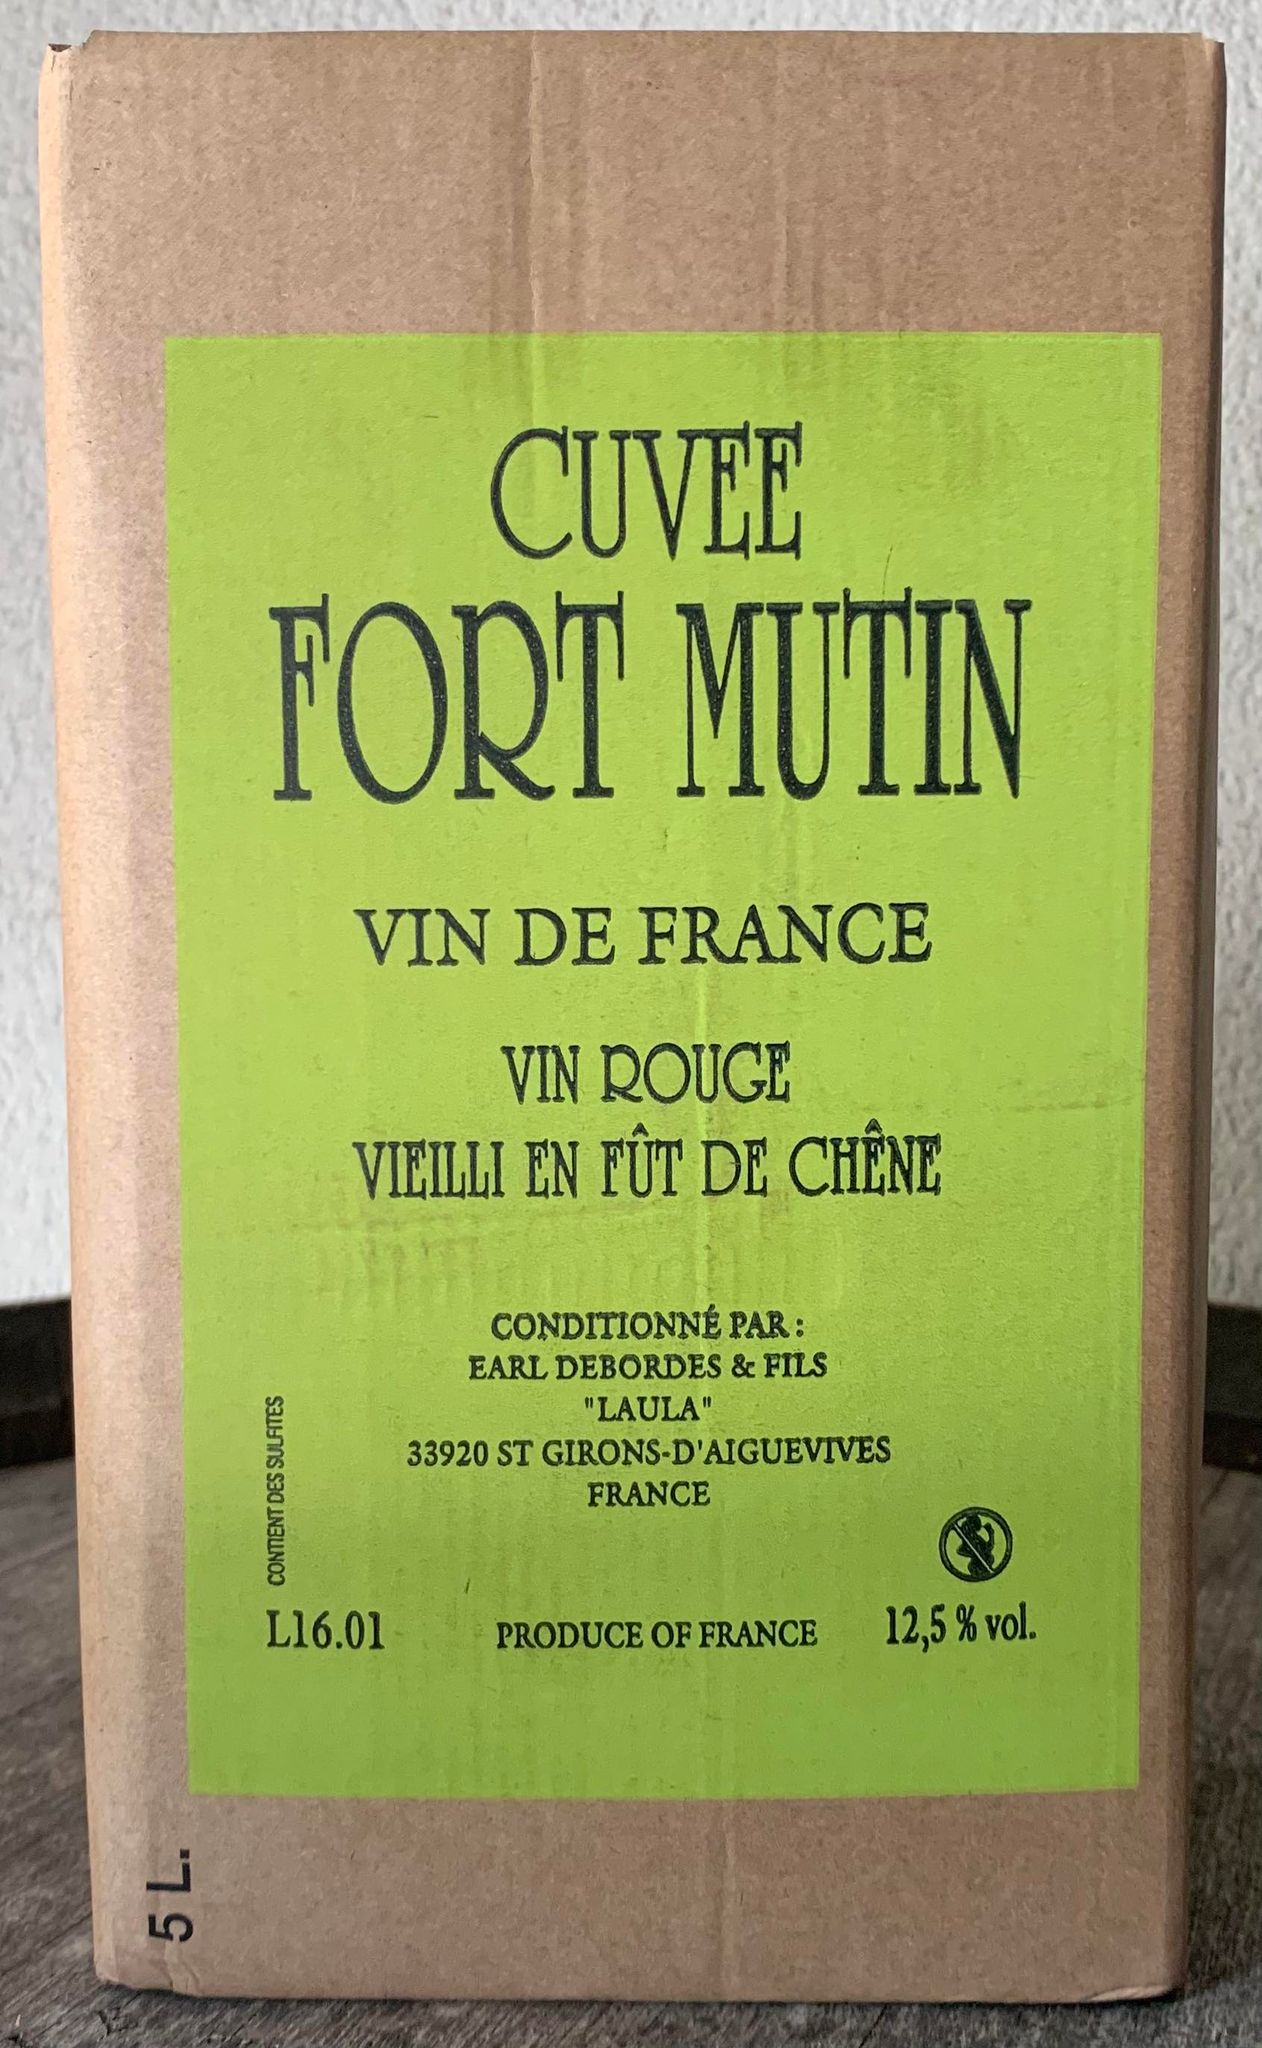 CUVEE
FORT MUTIN
VIN DE FRANCE
VIN ROUGE
VIEILLI EN FÛT DE CHÊNE
CONDITIONNÉ PAR :
EARL DEBORDES & FILS
"LAULA"
33920 ST GIRONS-D'AIGUEVIVES
FRANCE
CONTIENT DES SULFITES
L16.01
PRODUCE OF FRANCE
12,5 % vol.
5 L.